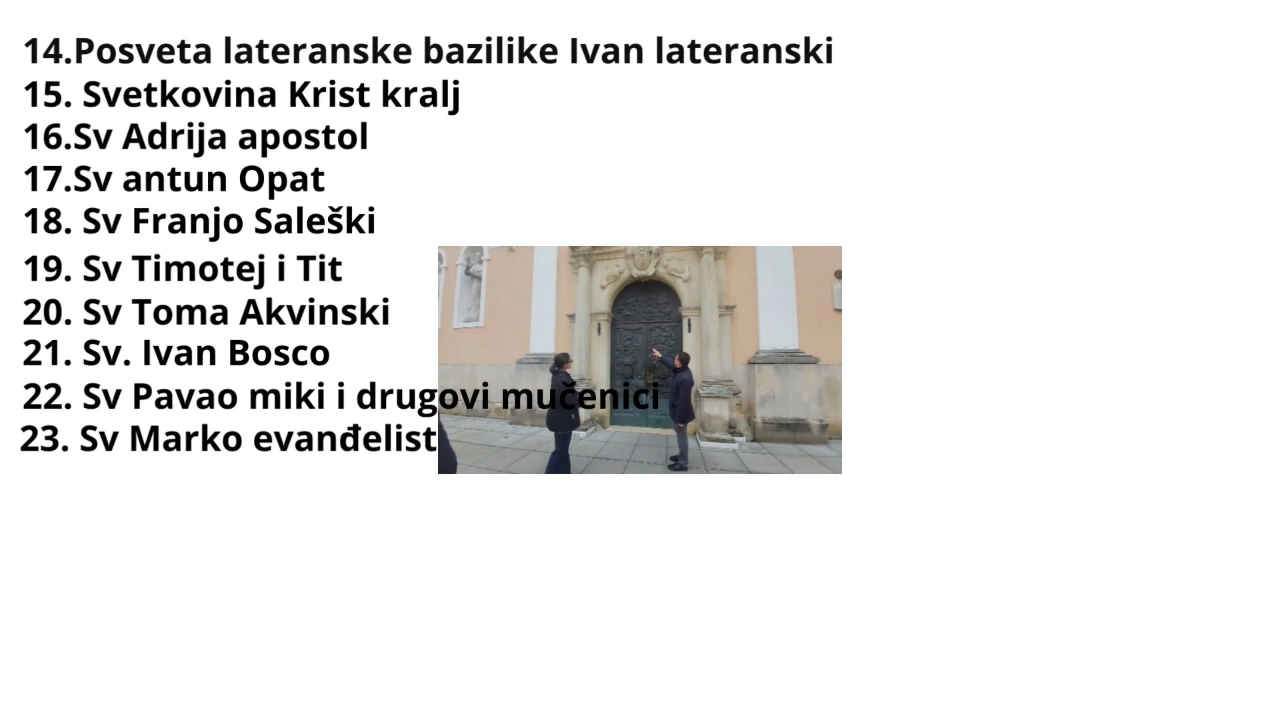 14.Posveta lateranske bazilike Ivan lateranski
15. Svetkovina Krist kralj
16.Sv Adrija apostol
17.Sv antun Opat
18. Sv Franjo Saleški
19. Sv Timotej i Tit
20. Sv Toma Akvinski
21. Sv. Ivan Bosco
22. Sv Pavao miki i drugovi mučenici
23. Sv Marko evanđelist